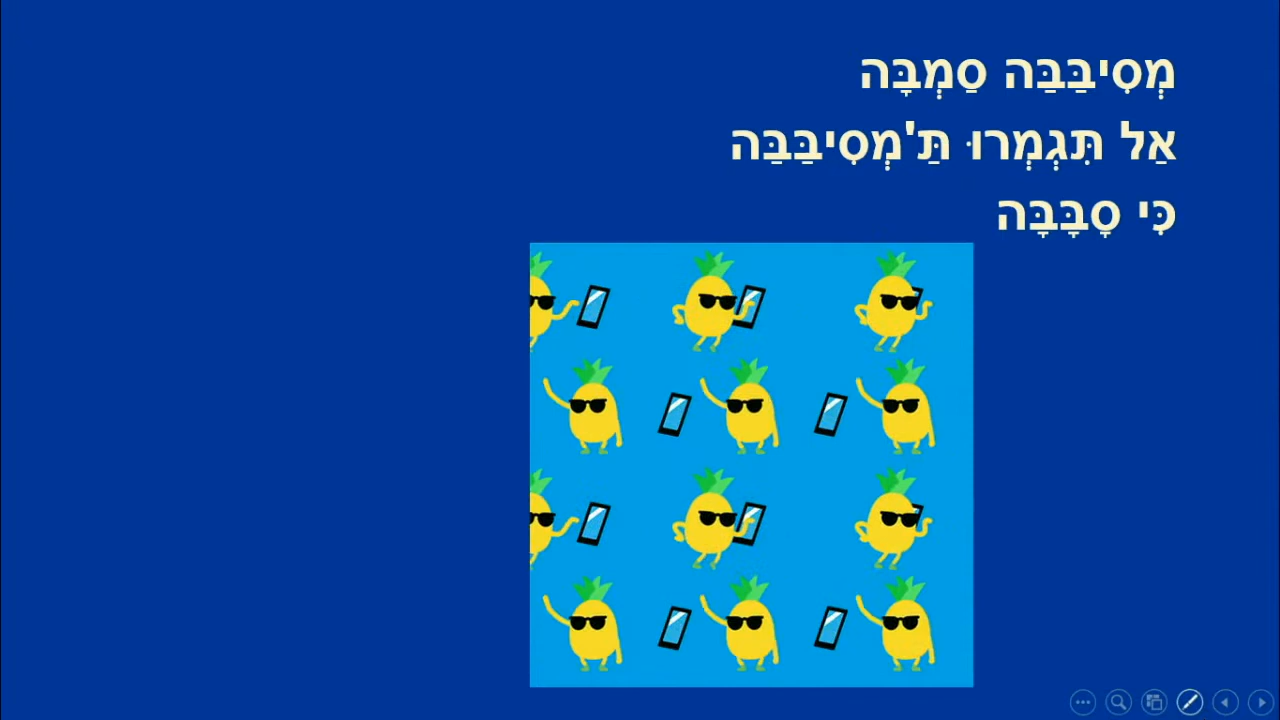 מְסִיבַּבַּה סַמְבָּה
אַל תִּגְמְרוּ תַּ'מְסִיבַּבַּה
כִּי סָבָּבָּה